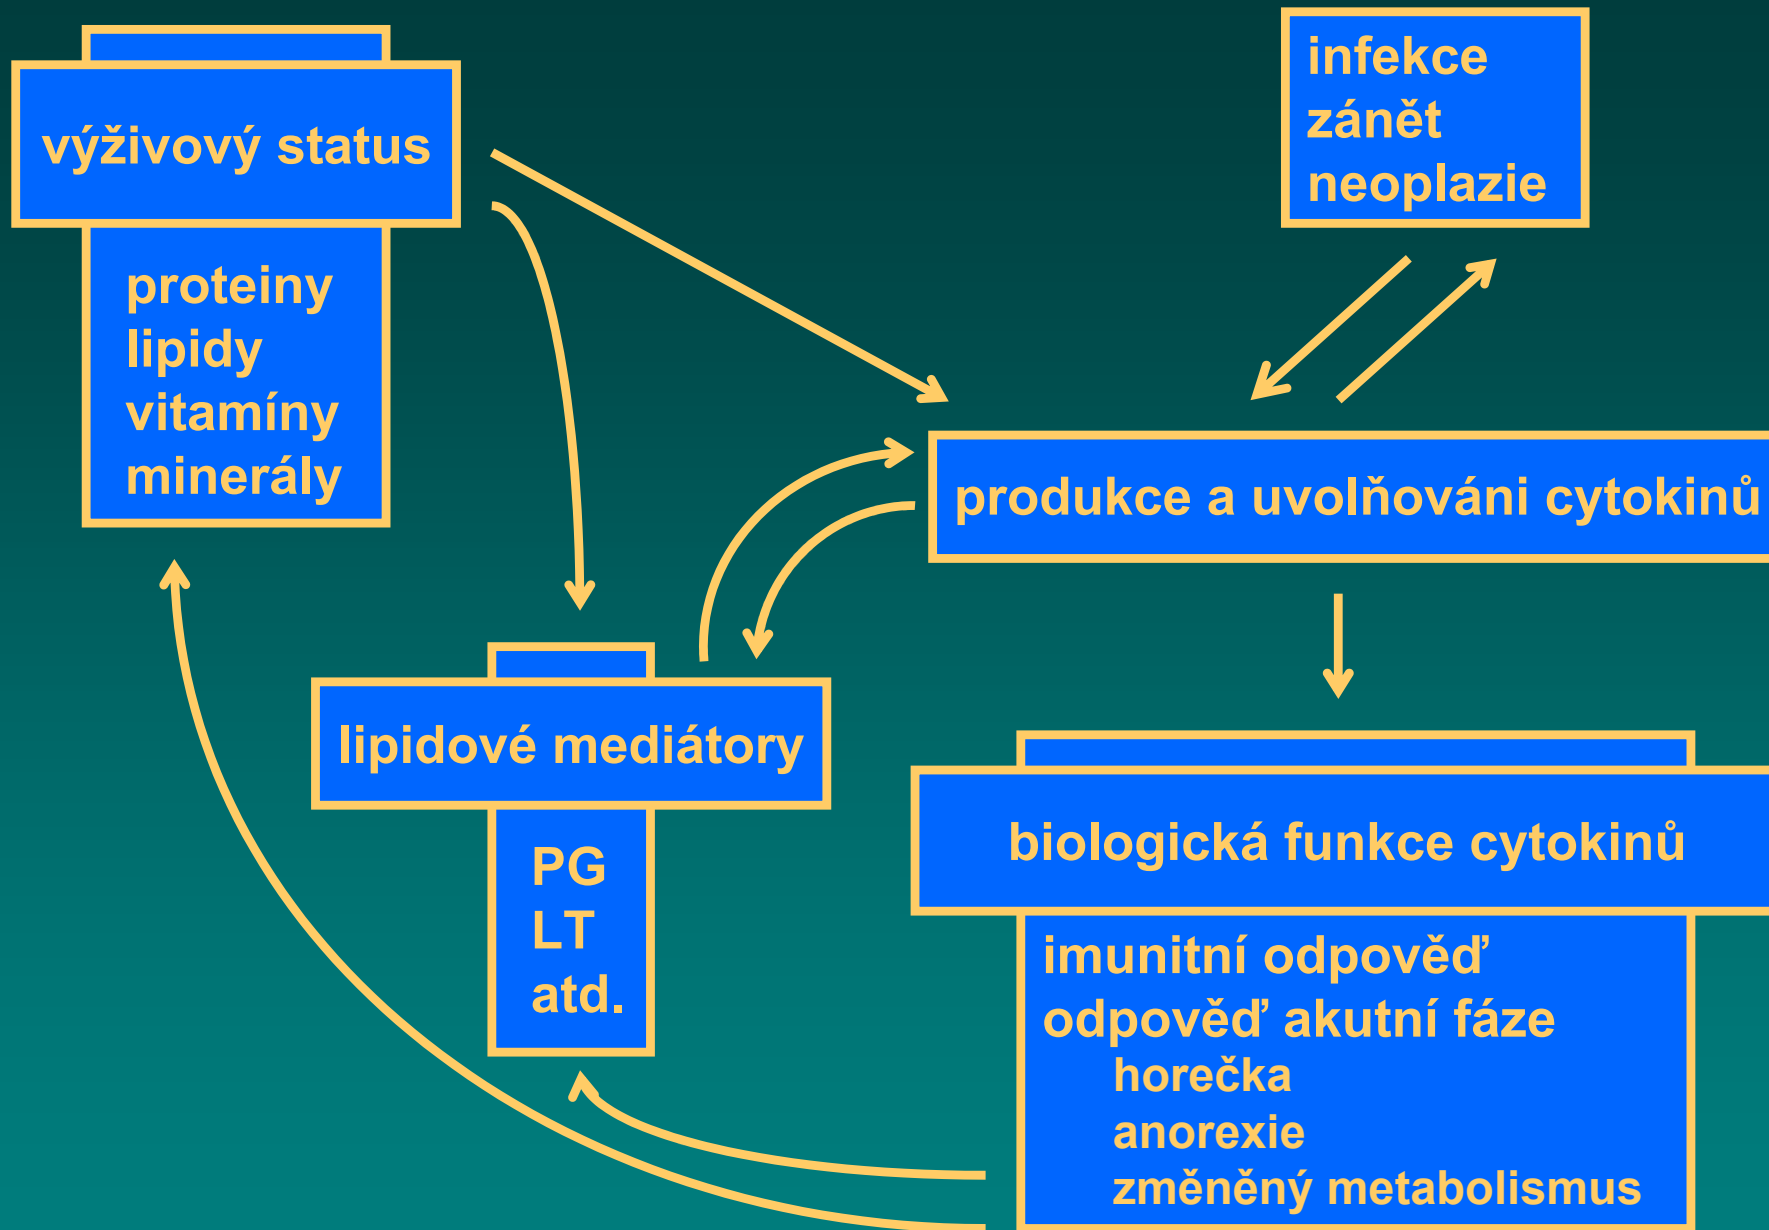 výživový status
proteiny
lipidy
vitamíny
minerály
infekce
zánět
neoplazie
produkce a uvolňováni cytokinů
lipidové mediátory
PG
LT
atd.
biologická funkce cytokinů
imunitní odpověď
odpověď akutní fáze
horečka
anorexie
změněný metabolismus